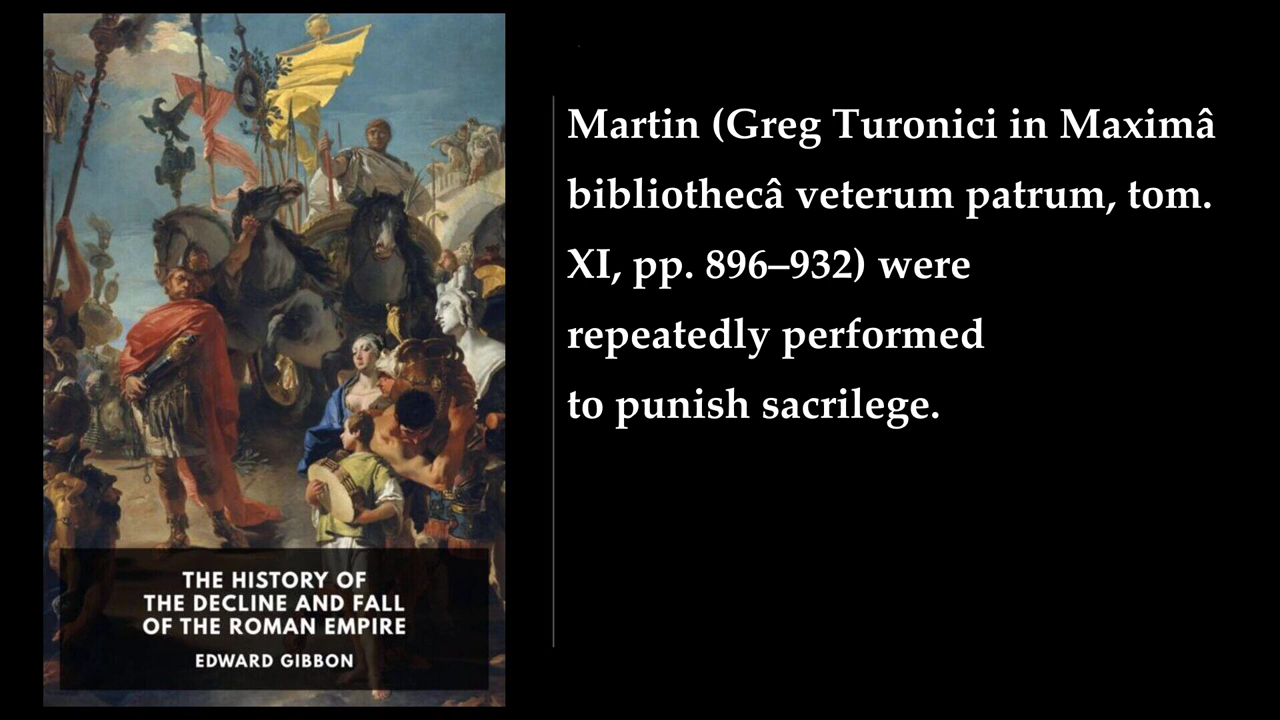 Martin (Greg Turonici in Maximâ
bibliothecâ veterum patrum, tom.
XI, pp. 896–932) were
repeatedly performed
to punish sacrilege.
THE HISTORY OF
THE DECLINE AND FALL
OF THE ROMAN EMPIRE
EDWARD GIBBON